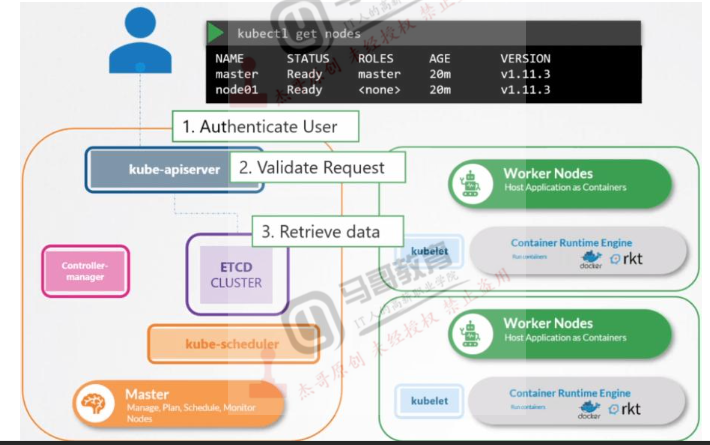 kubectl get nodes
NAME STATUS ROLES AGE VERSION
master Ready master 20m v1.11.3
node01 Ready <none> 20m v1.11.3
1. Authenticate User
kube-apiserver
2. Validate Request
3. Retrieve data
Controller-
manager
ETCD
CLUSTER
kube-scheduler
Master
Manage, Plan, Schedule, Monitor
Nodes
Worker Nodes
Host Application as Containers
kubelet
Container Runtime Engine
Run containers
docker
rkt
Worker Nodes
Host Application as Containers
kubelet
Container Runtime Engine
Run containers
docker
rkt
马哥教育
IT人的高薪职业学院
杰哥原创 未经授权 禁止盗用